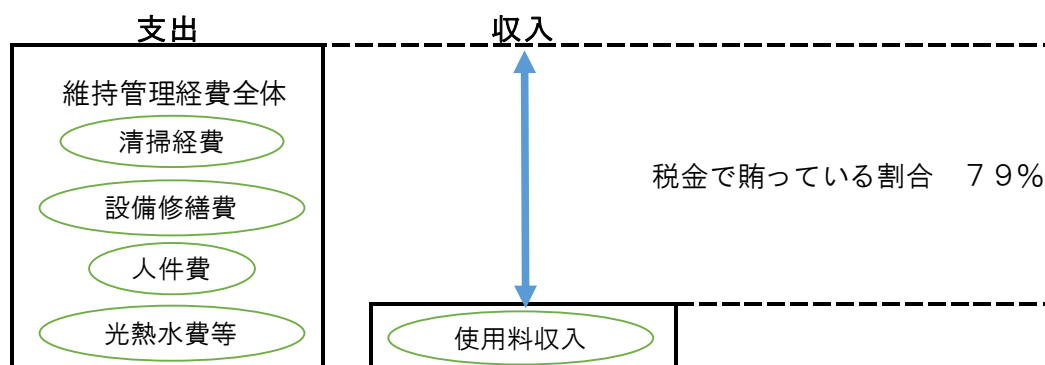 支出
収入
維持管理経費全体
清掃経費
設備修繕費
人件費
光熱水費等
税金で賄っている割合　７９%
使用料収入